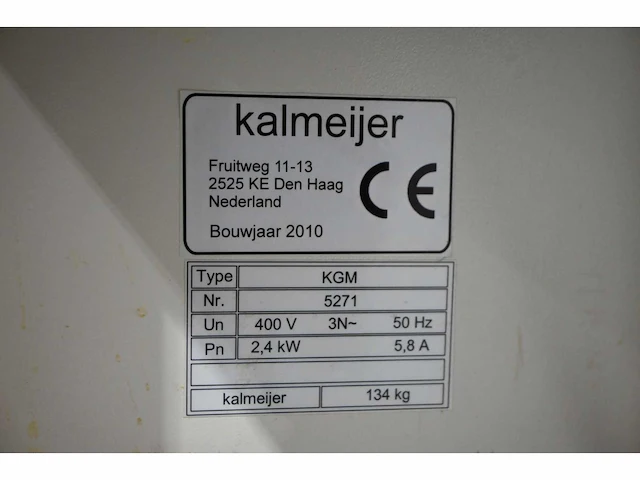 kalmeijer
Fruitweg 11-13
2525 KE Den Haag
Nederland
CE
Bouwjaar 2010
Type KGM
Nr. 5271
Un 400 V 3N~ 50 Hz
Pn 2,4 kW 5,8 A
kalmeijer 134 kg